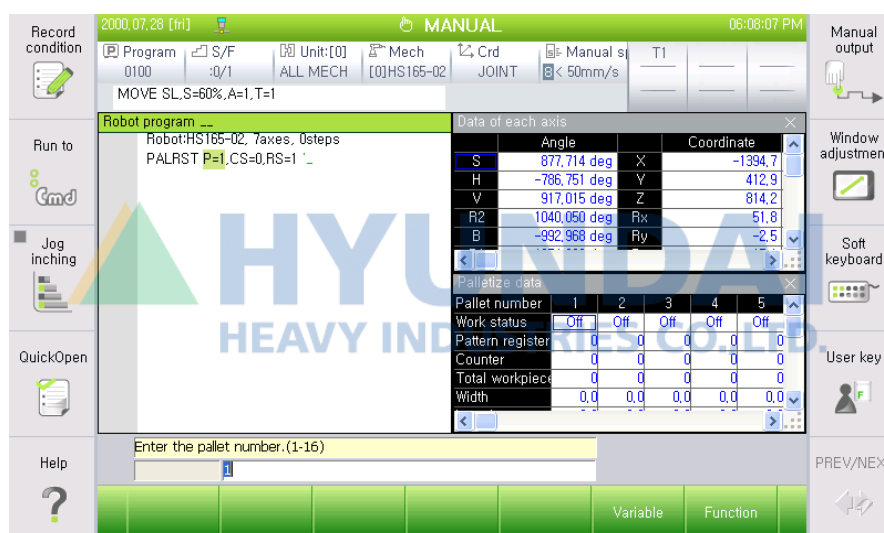 Record condition
2000,07,28 [fri]
MANUAL
06:08:07 PM
Manual output
P Program
0100
S/F
:0/1
Unit:[0]
ALL MECH
Mech
[0]HS165-02
Crd
JOINT
Manual s
8< 50mm/s
T1
MOVE SL,S=60%,A=1,T=1
Robot program __
Robot:HS165-02, 7axes, 0steps
PALRST P=1,CS=0,RS=1 `_
Data of each axis
Angle Coordinate
S 877,714 deg X -1394,7
H -786,751 deg Y 412,9
V 917,015 deg Z 814,2
R2 1040,050 deg Rx 51,8
B -992,968 deg Ry -2,5
Palletize data
Pallet number 1 2 3 4 5
Work status Off Off Off Off Off
Pattern register 0 0 0 0 0
Counter 0 0 0 0 0
Total workpiece 0 0 0 0 0
Width 0,0 0,0 0,0 0,0 0,0
HYUNDAI
HEAVY INDUSTRIES CO.,LTD.
Run to
Cmd
Jog inching
QuickOpen
Help
?
Window adjustmen
Soft keyboard
User key
F
PREV/NEX
Enter the pallet number.(1-16)
1
Variable
Function